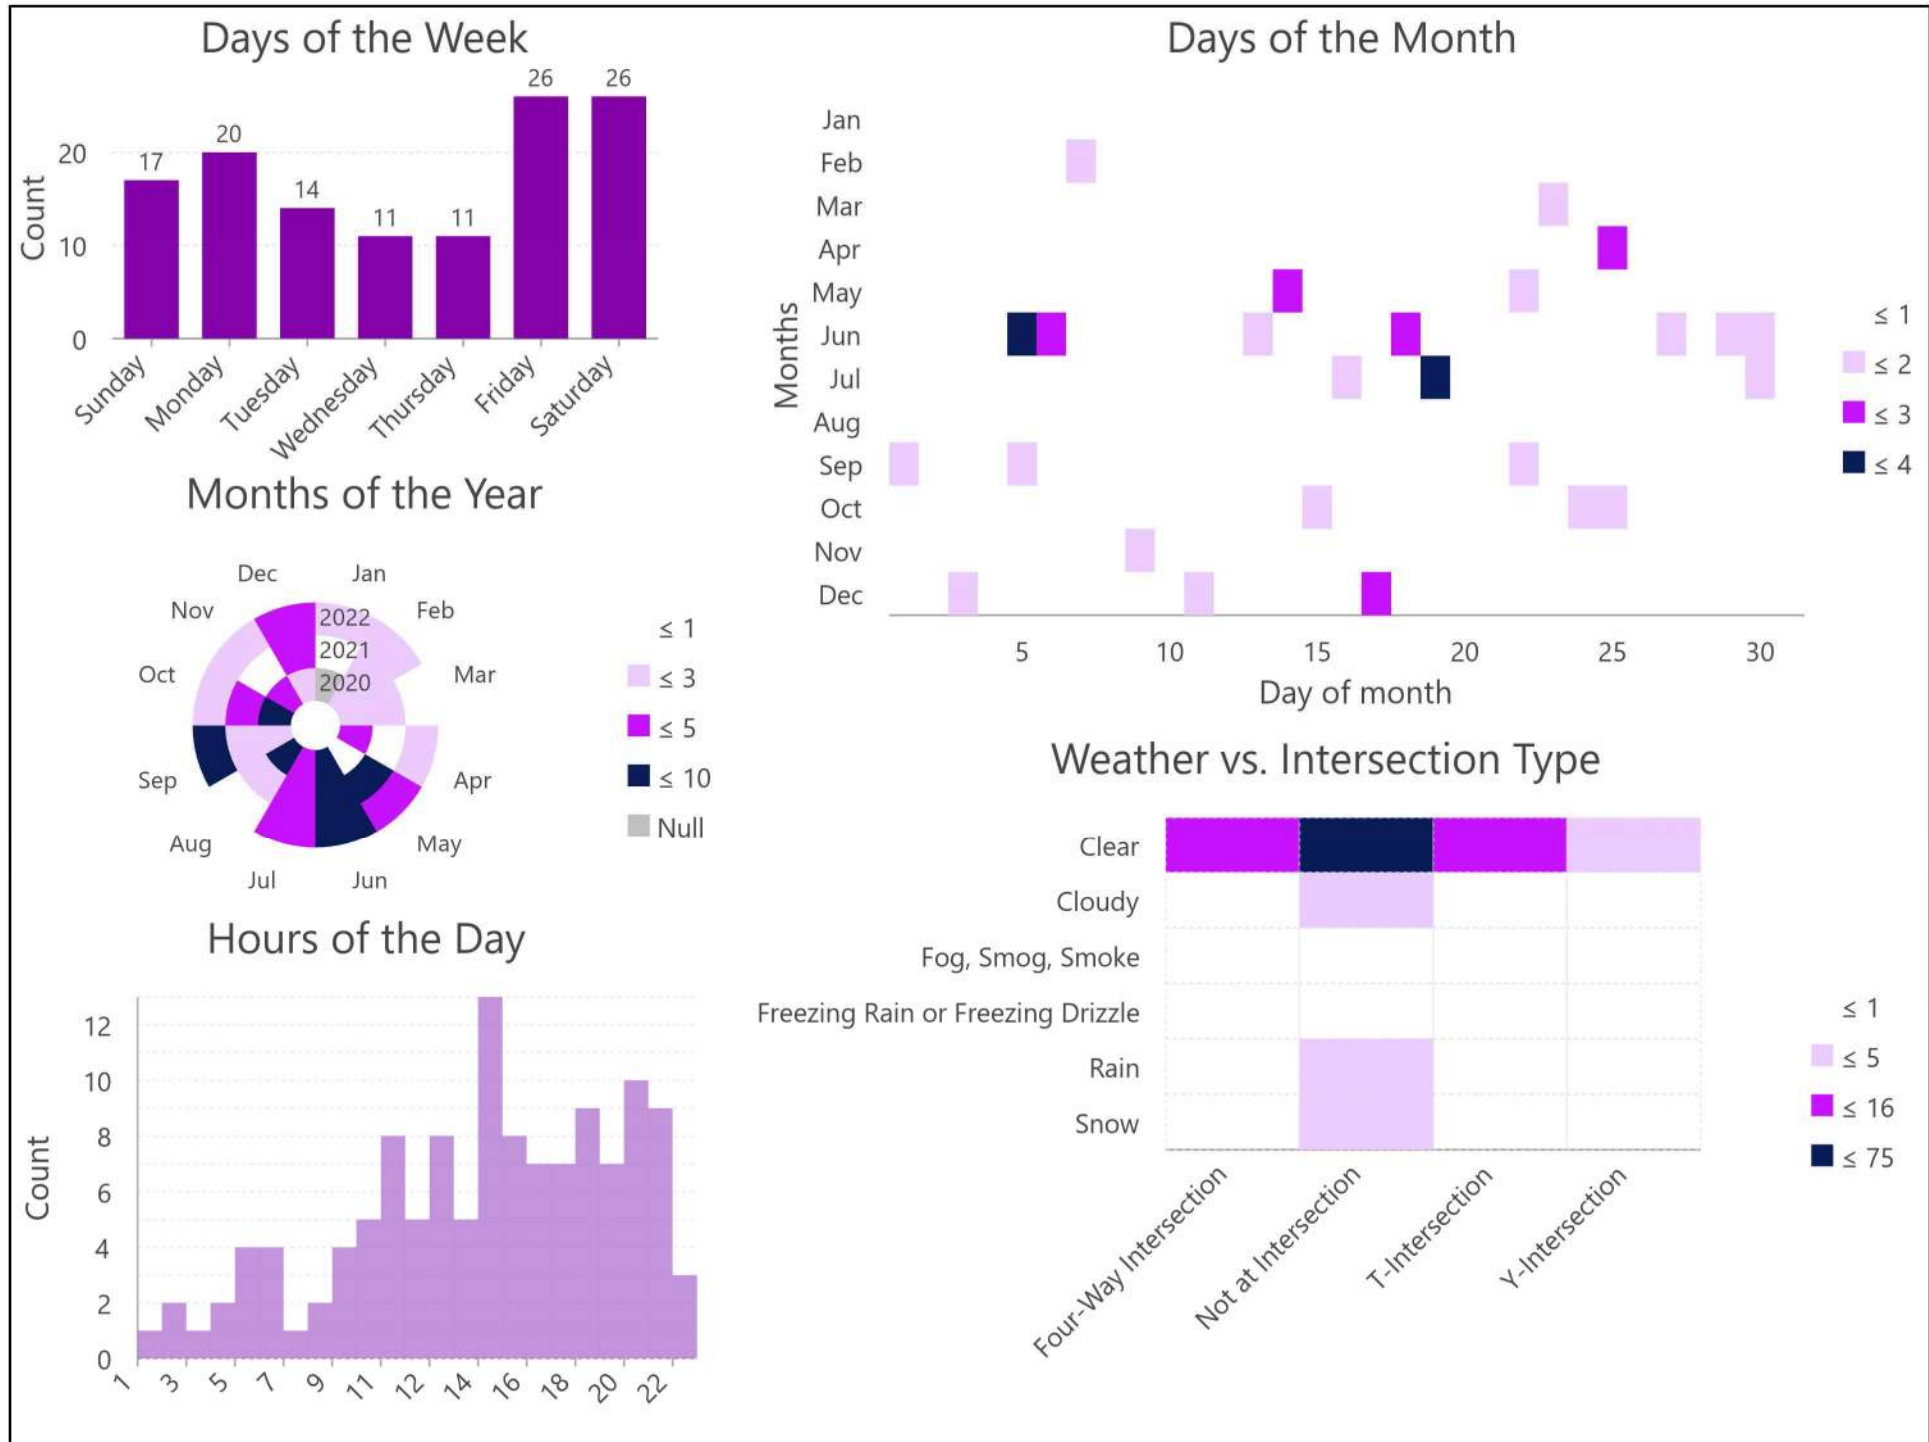 Days of the Week
Count
20
10
0
17
20
14
11
11
26
26
Sunday
Monday
Tuesday
Wednesday
Thursday
Friday
Saturday
Months of the Year
Dec
Jan
Nov
Feb
Oct
Mar
Sep
Apr
Aug
May
Jul
Jun
2022
2021
2020
≤ 1
≤ 3
≤ 5
≤ 10
Null
Hours of the Day
Count
12
10
8
6
4
2
0
1
3
5
7
9
11
12
14
16
18
20
22
Days of the Month
Months
Jan
Feb
Mar
Apr
May
Jun
Jul
Aug
Sep
Oct
Nov
Dec
5
10
15
20
25
30
Day of month
≤ 1
≤ 2
≤ 3
≤ 4
Weather vs. Intersection Type
Clear
Cloudy
Fog, Smog, Smoke
Freezing Rain or Freezing Drizzle
Rain
Snow
Four-Way Intersection
Not at Intersection
T-Intersection
Y-Intersection
≤ 1
≤ 5
≤ 16
≤ 75